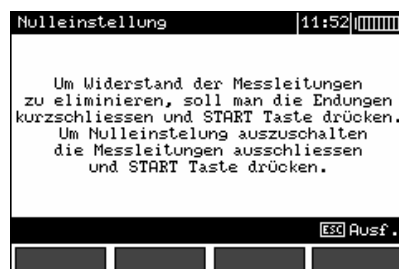 Nulleinstellung 11:52
Um Widerstand der Messleitungen
zu eliminieren, soll man die Endungen
kurzschliessen und START Taste drücken.
Um Nulleinstelung auszuschalten
die Messleitungen ausschliessen
und START Taste drücken.
ESC Ausf.